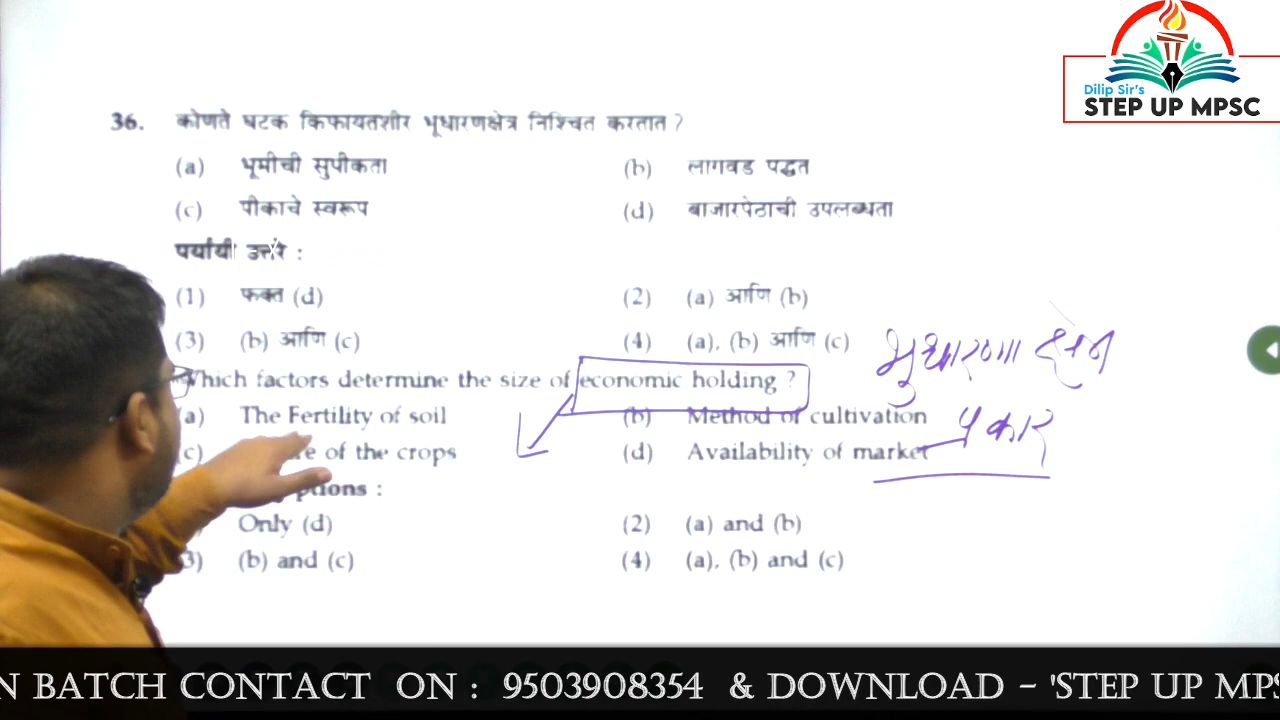 Dilip Sir's
STEP UP MPSC
36. कोणते घटक किफायतशीर भूधारणक्षेत्र निश्चित करतात ?
(a) भूमीची सुपीकता (b) लागवड पद्धत
(c) पीकाचे स्वरूप (d) बाजारपेठाची उपलब्धता
पर्यायी उत्तरे :
(1) फक्त (d) (2) (a) आणि (b)
(3) (b) आणि (c) (4) (a), (b) आणि (c)
Which factors determine the size of economic holding ?
a) The Fertility of soil (b) Method of cultivation
c) of the crops (d) Availability of market
प्रकार
:
Only (d) (2) (a) and (b)
3) (b) and (c) (4) (a), (b) and (c)
N BATCH CONTACT ON : 9503908354 & DOWNLOAD - 'STEP UP MPS